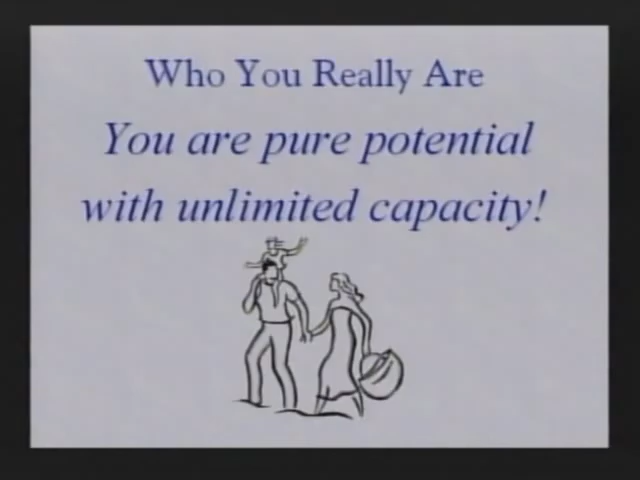 Who You Really Are
You are pure potential
with unlimited capacity!